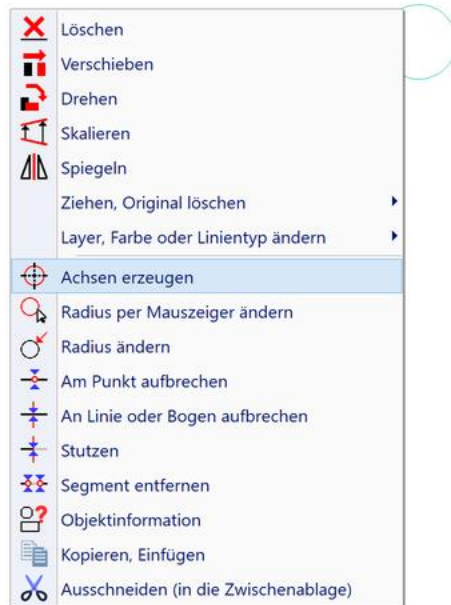 Löschen
Verschieben
Drehen
Skalieren
Spiegeln
Ziehen, Original löschen
Layer, Farbe oder Linientyp ändern
Achsen erzeugen
Radius per Mauszeiger ändern
Radius ändern
Am Punkt aufbrechen
An Linie oder Bogen aufbrechen
Stutzen
Segment entfernen
Objektinformation
Kopieren, Einfügen
Ausschneiden (in die Zwischenablage)